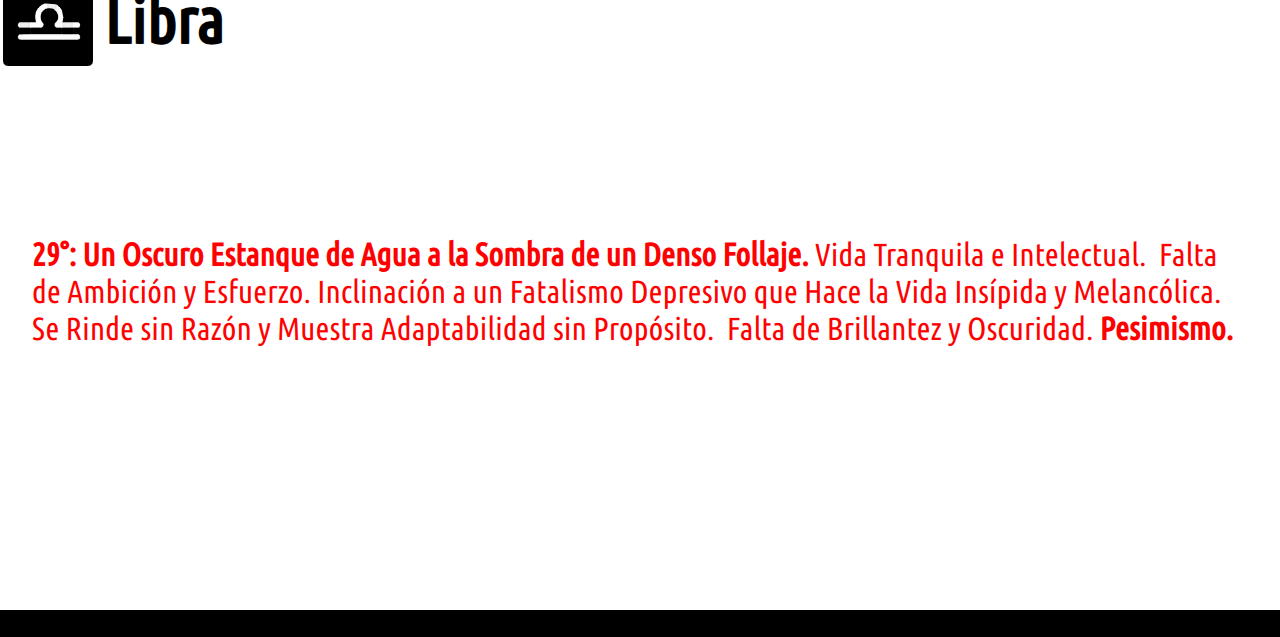 Libra
29°: Un Oscuro Estanque de Agua a la Sombra de un Denso Follaje. Vida Tranquila e Intelectual.  Falta
de Ambición y Esfuerzo. Inclinación a un Fatalismo Depresivo que Hace la Vida Insípida y Melancólica.
Se Rinde sin Razón y Muestra Adaptabilidad sin Propósito.  Falta de Brillantez y Oscuridad. Pesimismo.